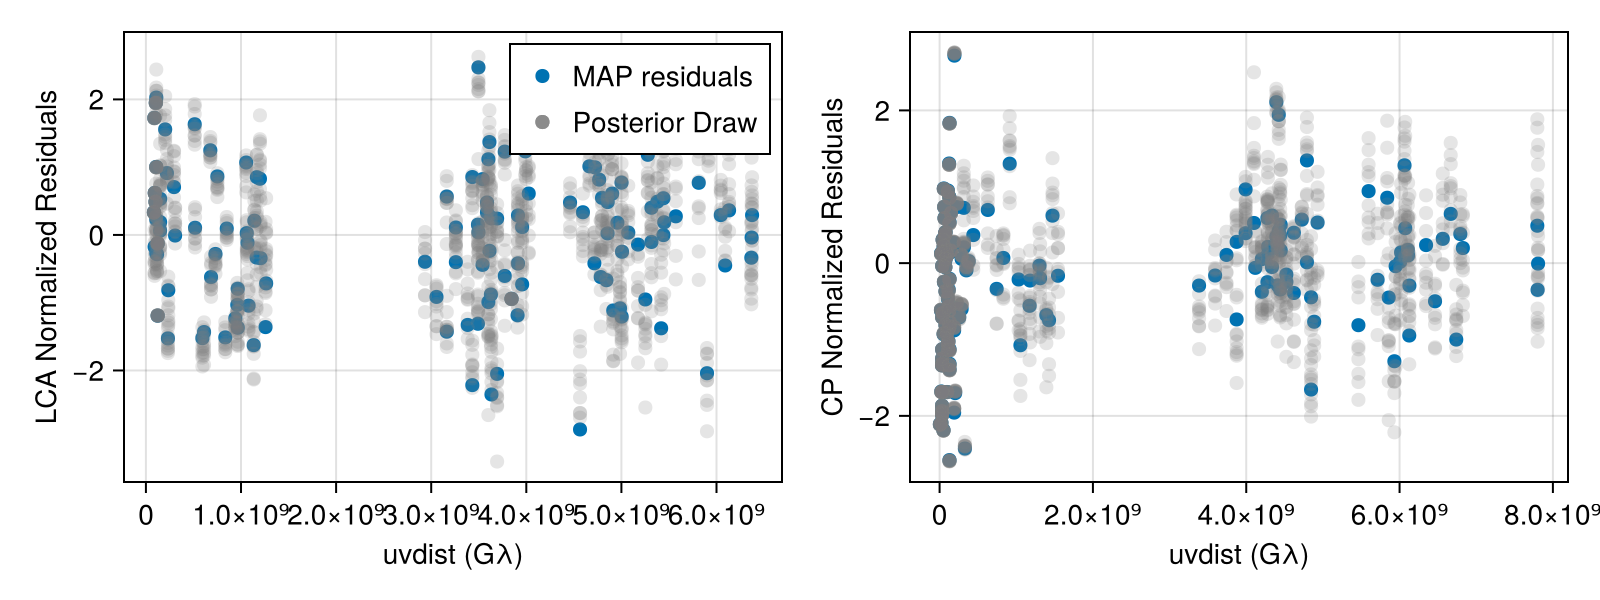 LCA Normalized Residuals
2
0
−2
MAP residuals
Posterior Draw
0 1.0×10⁹ 2.0×10⁹ 3.0×10⁹ 4.0×10⁹ 5.0×10⁹ 6.0×10⁹
uvdist (Gλ)
CP Normalized Residuals
2
0
−2
0 2.0×10⁹ 4.0×10⁹ 6.0×10⁹ 8.0×10⁹
uvdist (Gλ)